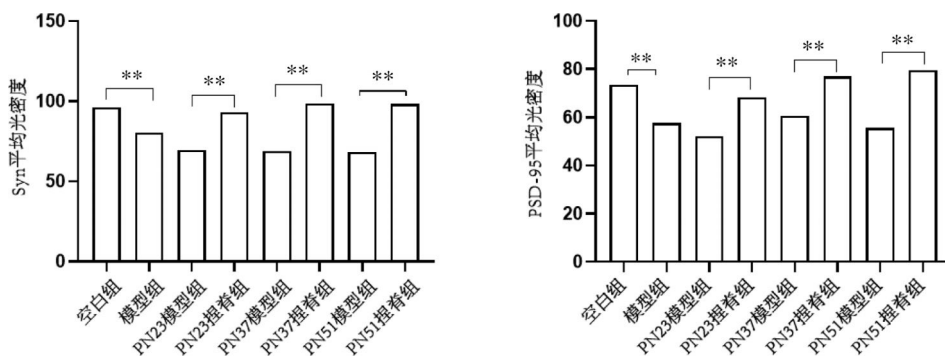 150
100
50
0
Syn平均光密度
**
**
**
**
空白组
模型组
PN23模型组
PN23捏脊组
PN37模型组
PN37捏脊组
PN51模型组
PN51捏脊组
100
80
60
40
20
0
PSD-95平均光密度
**
**
**
**
空白组
模型组
PN23模型组
PN23捏脊组
PN37模型组
PN37捏脊组
PN51模型组
PN51捏脊组